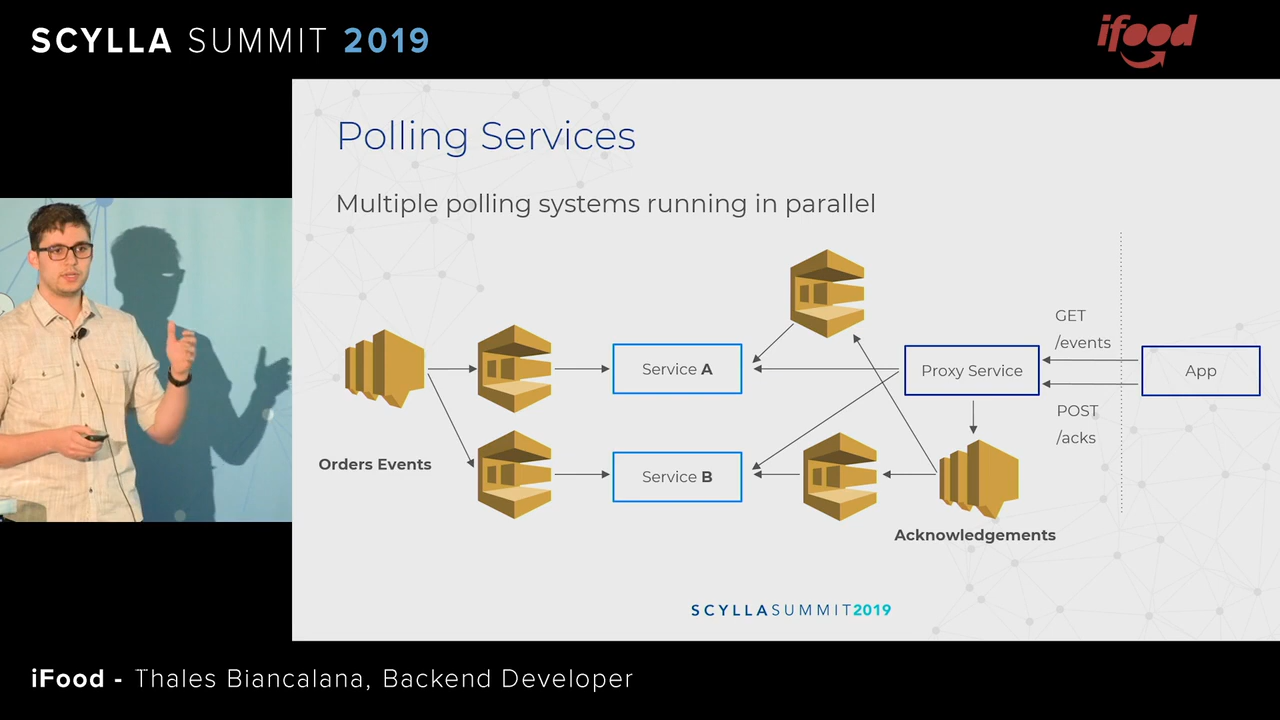 SCYLLA SUMMIT 2019
ifood
Polling Services
Multiple polling systems running in parallel
GET
/events
Service A
Proxy Service
App
POST
/acks
Orders Events
Service B
Acknowledgements
SCYLLASUMMIT2019
iFood - Thales Biancalana, Backend Developer